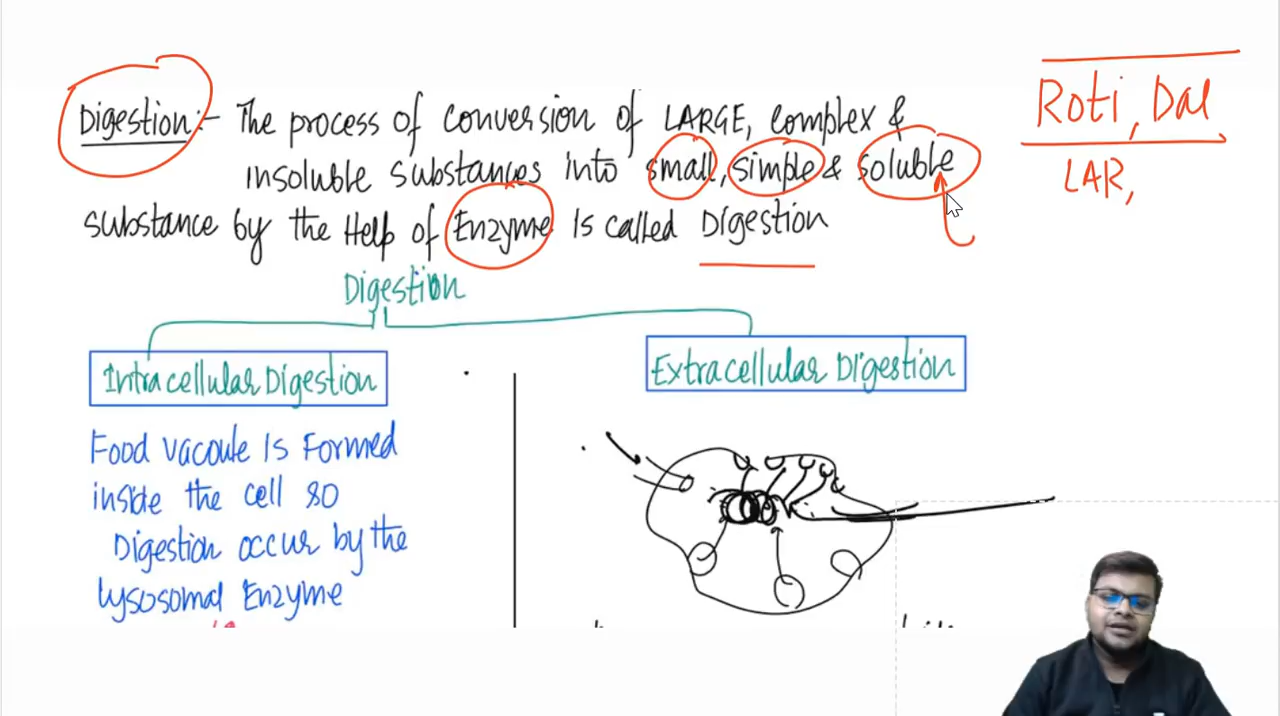 Digestion:- The process of conversion of LARGE, complex &
insoluble substances into small, simple & soluble
substance by the Help of Enzyme is called Digestion
Roti, Dal
LAR,
Digestion
Intracellular Digestion
Extracellular Digestion
Food vacoule is Formed
inside the cell so
Digestion occur by the
lysosomal Enzyme